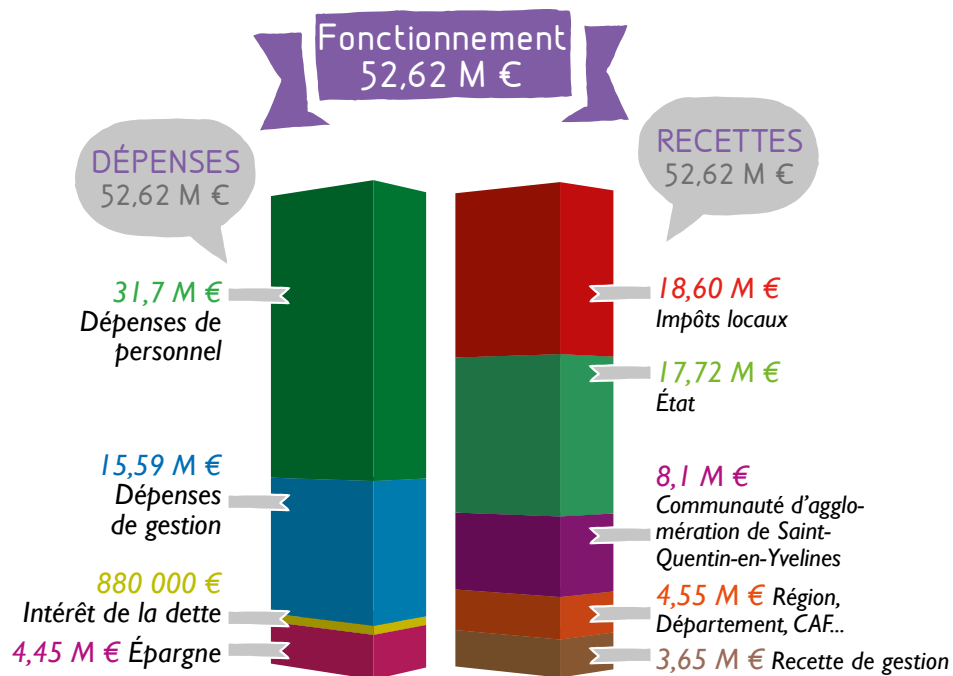 Fonctionnement
52,62 M €
DÉPENSES
52,62 M €
31,7 M €
Dépenses de
personnel
15,59 M €
Dépenses
de gestion
880 000 €
Intérêt de la dette
4,45 M € Épargne
RECETTES
52,62 M €
18,60 M €
Impôts locaux
17,72 M €
État
8,1 M €
Communauté d’agglo-
mération de Saint-
Quentin-en-Yvelines
4,55 M € Région,
Département, CAF...
3,65 M € Recette de gestion